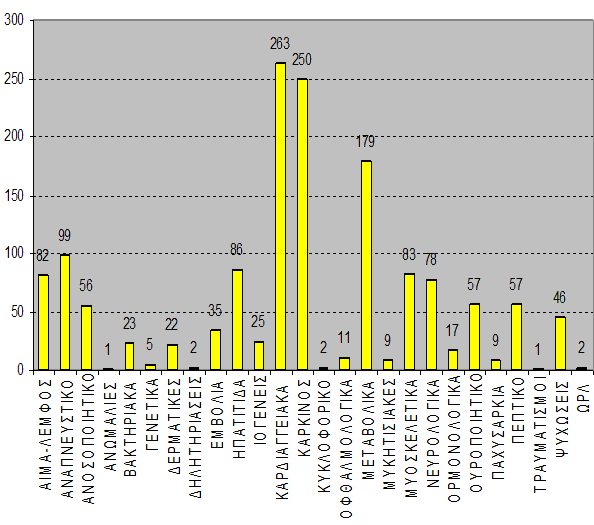 300
250
200
150
100
50
0
82
99
56
1
23
5
22
2
35
86
25
263
250
2
11
179
9
83
78
17
57
9
57
1
46
2
ΑΙΜΑ-ΛΕΜΦΟΣ
ΑΝΑΠΝΕΥΣΤΙΚΟ
ΑΝΟΣΟΠΟΙΗΤΙΚΟ
ΑΝΩΜΑΛΙΕΣ
ΒΑΚΤΗΡΙΑΚΑ
ΓΕΝΕΤΙΚΑ
ΔΕΡΜΑΤΙΚΕΣ
ΔΗΛΗΤΗΡΙΑΣΕΙΣ
ΕΜΒΟΛΙΑ
ΗΠΑΤΙΤΙΔΑ
ΙΟΓΕΝΕΙΣ
ΚΑΡΔΙΑΓΓΕΙΑΚΑ
ΚΑΡΚΙΝΟΣ
ΚΥΚΛΟΦΟΡΙΚΟ
ΟΦΘΑΛΜΟΛΟΓΙΚΑ
ΜΕΤΑΒΟΛΙΚΑ
ΜΥΚΗΤΙΣΙΑΚΕΣ
ΜΥΟΣΚΕΛΕΤΙΚΑ
ΝΕΥΡΟΛΟΓΙΚΑ
ΟΡΜΟΝΟΛΟΓΙΚΑ
ΟΥΡΟΠΟΙΗΤΙΚΟ
ΠΑΧΥΣΑΡΚΙΑ
ΠΕΠΤΙΚΟ
ΤΡΑΥΜΑΤΙΣΜΟΙ
ΨΥΧΩΣΕΙΣ
ΩΡΛ